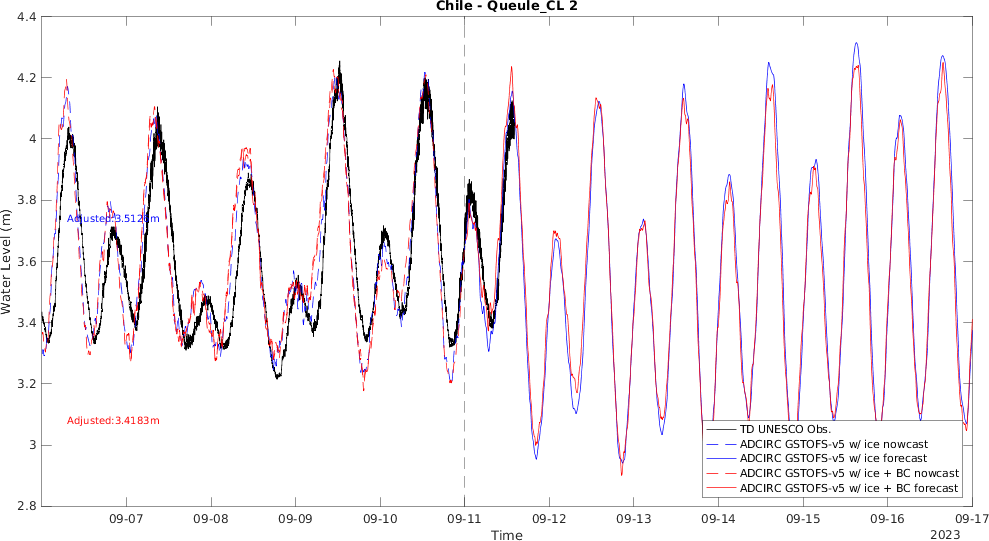 Chile - Queule_CL 2
4.4
4.2
4
3.8
3.6
3.4
3.2
3
2.8
Water Level (m)
Adjusted:3.5126m
Adjusted:3.4183m
TD UNESCO Obs.
ADCIRC GSTOFS-v5 w/ ice nowcast
ADCIRC GSTOFS-v5 w/ ice forecast
ADCIRC GSTOFS-v5 w/ ice + BC nowcast
ADCIRC GSTOFS-v5 w/ ice + BC forecast
09-07 09-08 09-09 09-10 09-11 09-12 09-13 09-14 09-15 09-16 09-17
Time
2023